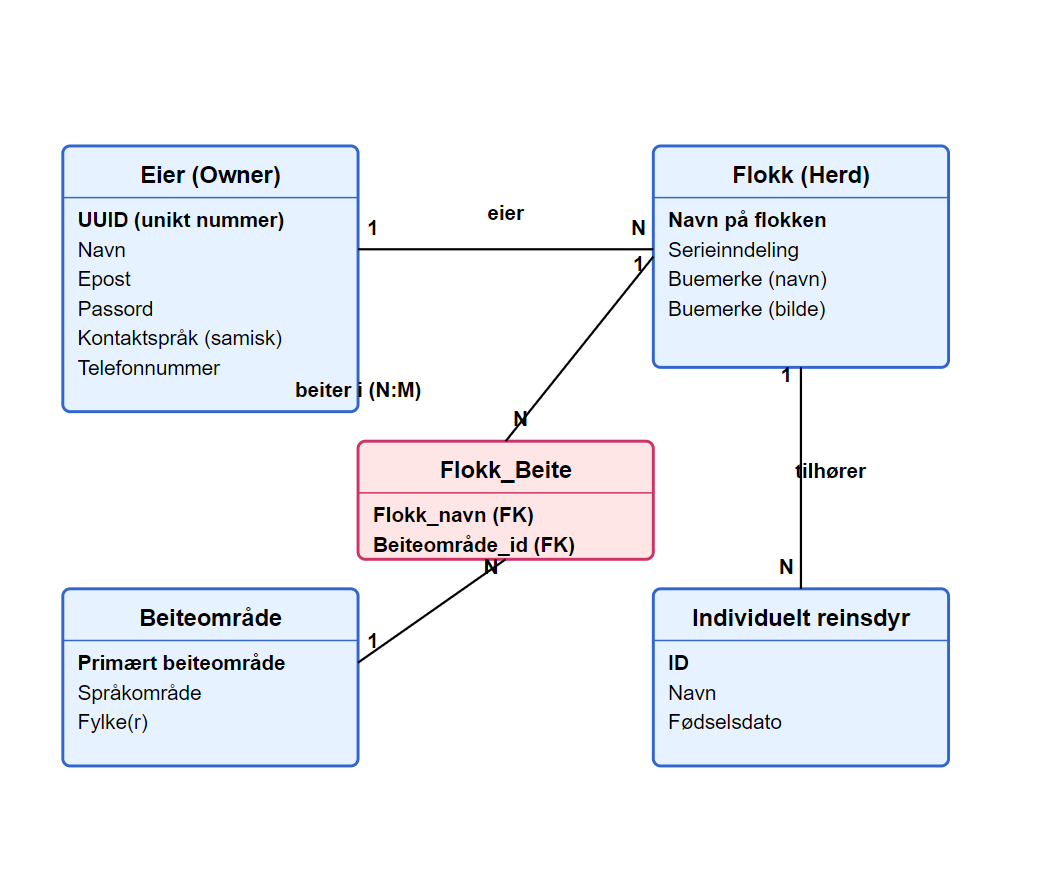 Eier (Owner)
UUID (unikt nummer)
Navn
Epost
Passord
Kontaktspråk (samisk)
Telefonnummer
1
eier
N
Flokk (Herd)
Navn på flokken
Serieinndeling
Buemerke (navn)
Buemerke (bilde)
1
beiter i (N:M)
N
Flokk_Beite
Flokk_navn (FK)
Beiteområde_id (FK)
N
1
1
tilhører
N
Beiteområde
Primært beiteområde
Språkområde
Fylke(r)
Individuelt reinsdyr
ID
Navn
Fødselsdato